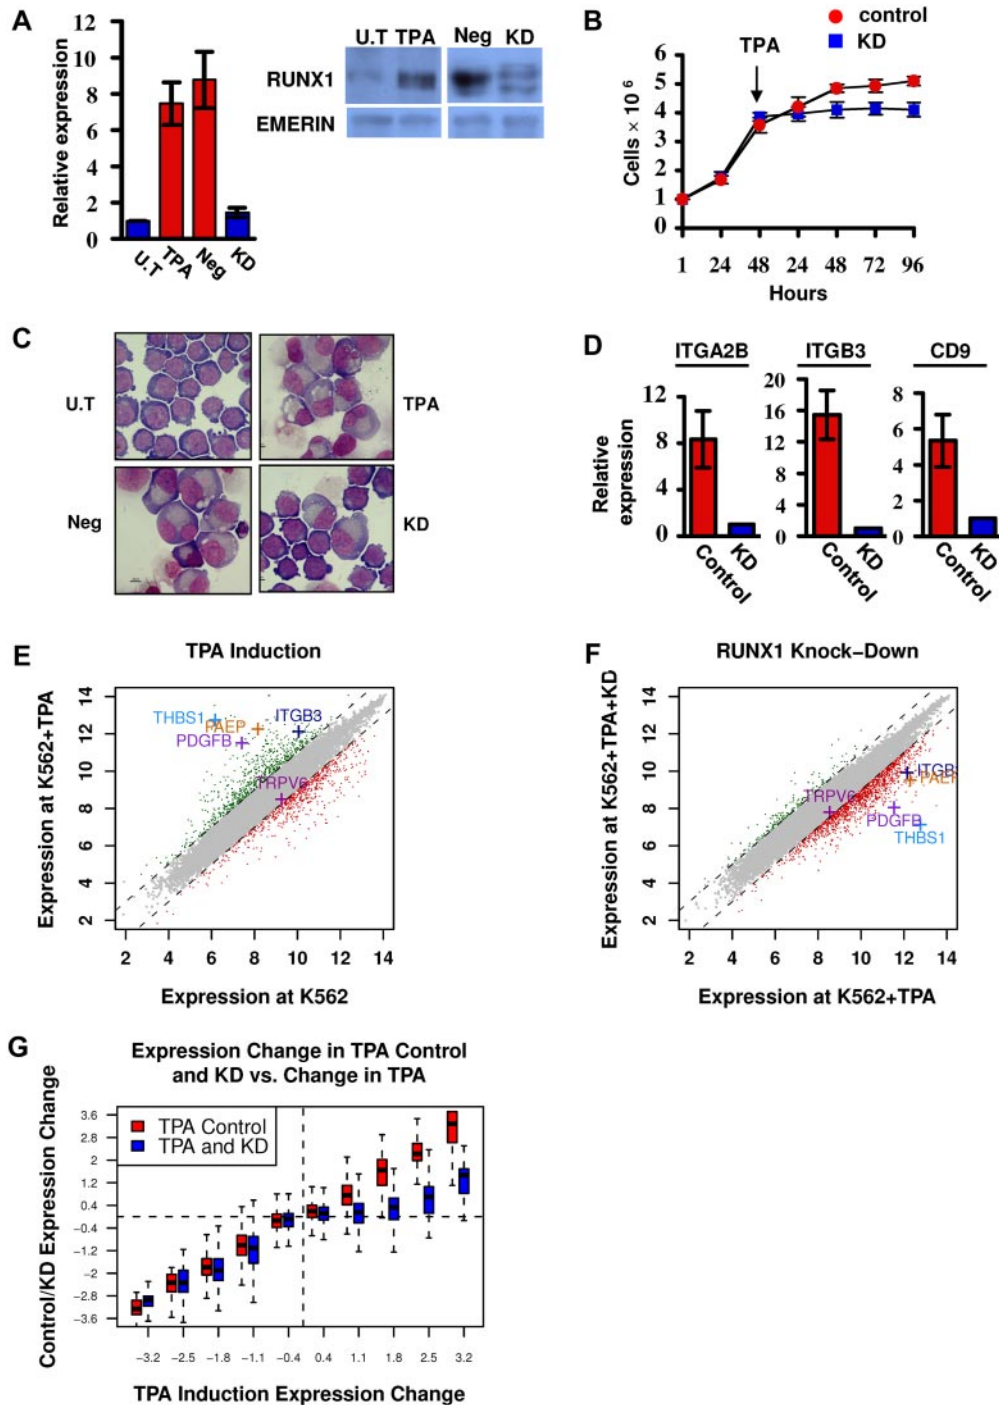 A
12
10
8
6
4
2
0
Relative expression
U.T TPA Neg KD
U.T TPA Neg KD
RUNX1
EMERIN
B
control
KD
TPA
6
5
4
3
2
1
0
Cells × 10 6
1 24 48 24 48 72 96
Hours
C
U.T
TPA
Neg
KD
D
ITGA2B ITGB3 CD9
12
8
4
0
20
16
12
8
4
0
8
6
4
2
0
Relative
expression
Control KD
Control KD
Control KD
E
TPA Induction
14
12
10
8
6
4
2
Expression at K562+TPA
THBS1
PAEP
ITGB3
PDGFB
TRPV6
2 4 6 8 10 12 14
Expression at K562
F
RUNX1 Knock–Down
14
12
10
8
6
4
2
Expression at K562+TPA+KD
ITGB
PAEP
TRPV6
PDGFB
THBS1
2 4 6 8 10 12 14
Expression at K562+TPA
G
Expression Change in TPA Control
and KD vs. Change in TPA
TPA Control
TPA and KD
3.6
2.8
2
1.2
0.4
−0.4
−1.2
−2
−2.8
−3.6
Control/KD Expression Change
−3.2 −2.5 −1.8 −1.1 −0.4 0.4 1.1 1.8 2.5 3.2
TPA Induction Expression Change